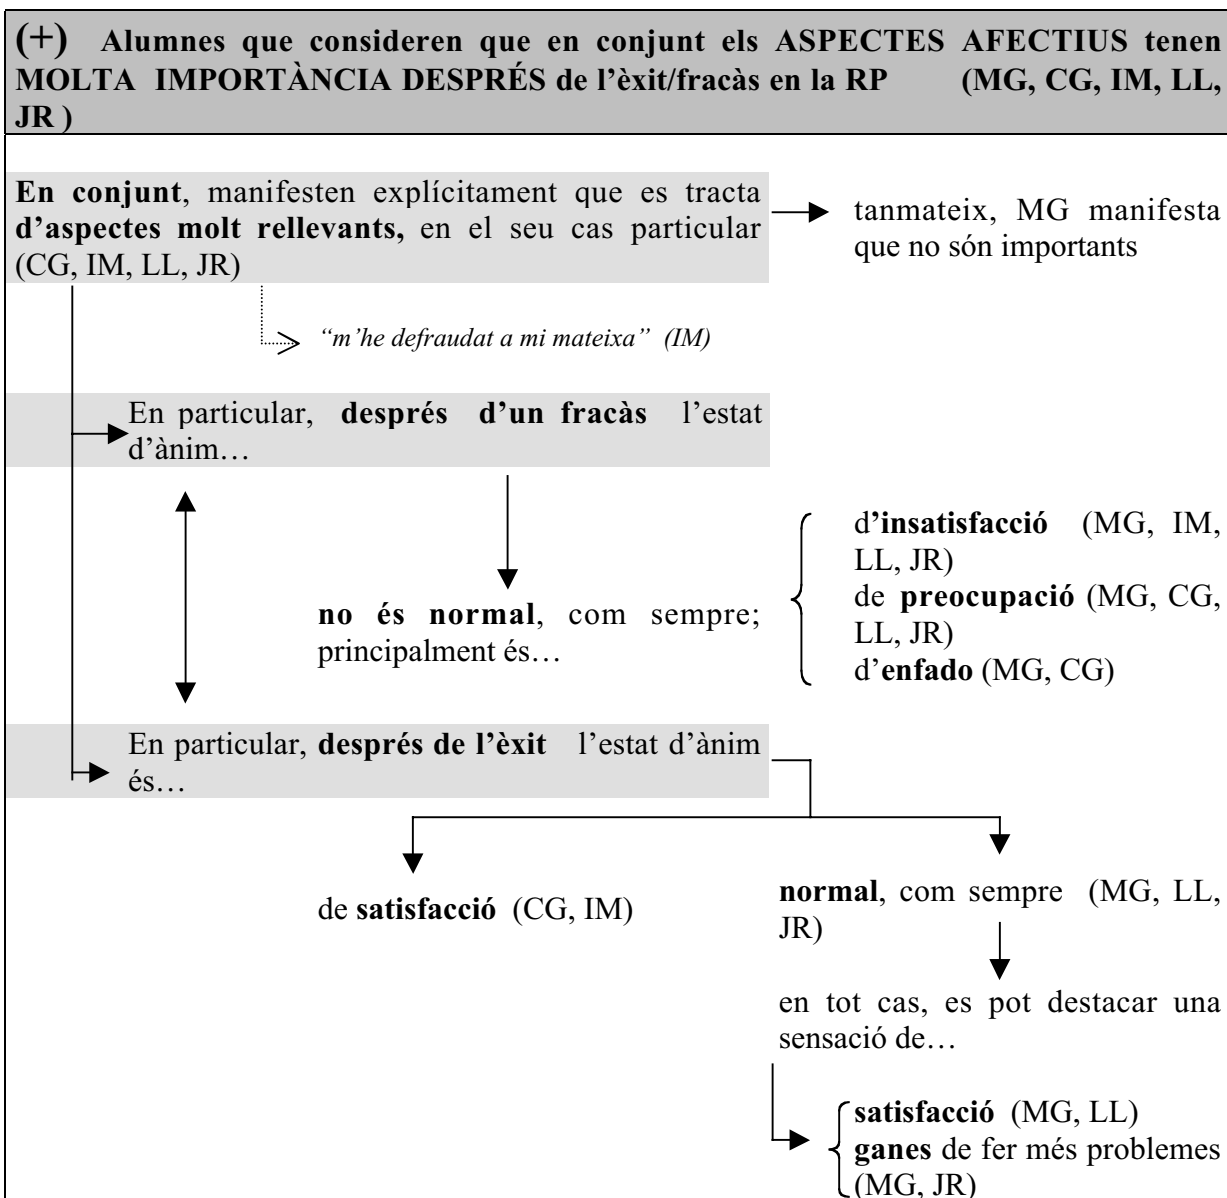 (+) Alumnes que consideren que en conjunt els ASPECTES AFECTIUS tenen
MOLTA IMPORTÀNCIA DESPRÉS de l’èxit/fracàs en la RP (MG, CG, IM, LL,
JR )
En conjunt, manifesten explícitament que es tracta
d’aspectes molt rellevants, en el seu cas particular
(CG, IM, LL, JR)
tanmateix, MG manifesta
que no són importants
“m’he defraudat a mi mateixa” (IM)
En particular, després d’un fracàs l’estat
d’ànim…
no és normal, com sempre;
principalment és…
d’insatisfacció (MG, IM,
LL, JR)
de preocupació (MG, CG,
LL, JR)
d’enfado (MG, CG)
En particular, després de l’èxit l’estat d’ànim
és…
de satisfacció (CG, IM)
normal, com sempre (MG, LL,
JR)
en tot cas, es pot destacar una
sensació de…
satisfacció (MG, LL)
ganes de fer més problemes
(MG, JR)